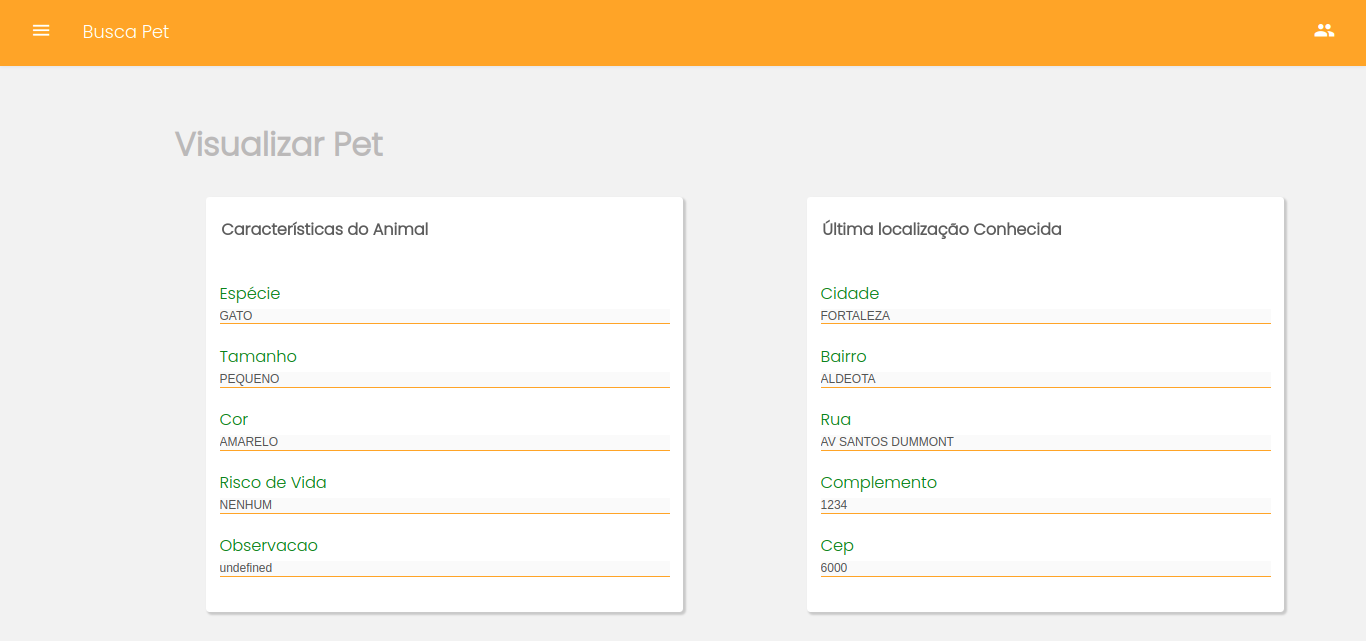 Busca Pet
Visualizar Pet
Características do Animal
Espécie
GATO
Tamanho
PEQUENO
Cor
AMARELO
Risco de Vida
NENHUM
Observacao
undefined
Última localização Conhecida
Cidade
FORTALEZA
Bairro
ALDEOTA
Rua
AV SANTOS DUMMONT
Complemento
1234
Cep
6000